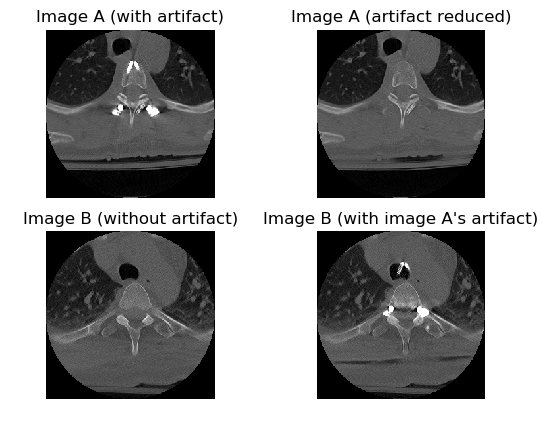 Image A (with artifact)
Image A (artifact reduced)
Image B (without artifact)
Image B (with image A's artifact)